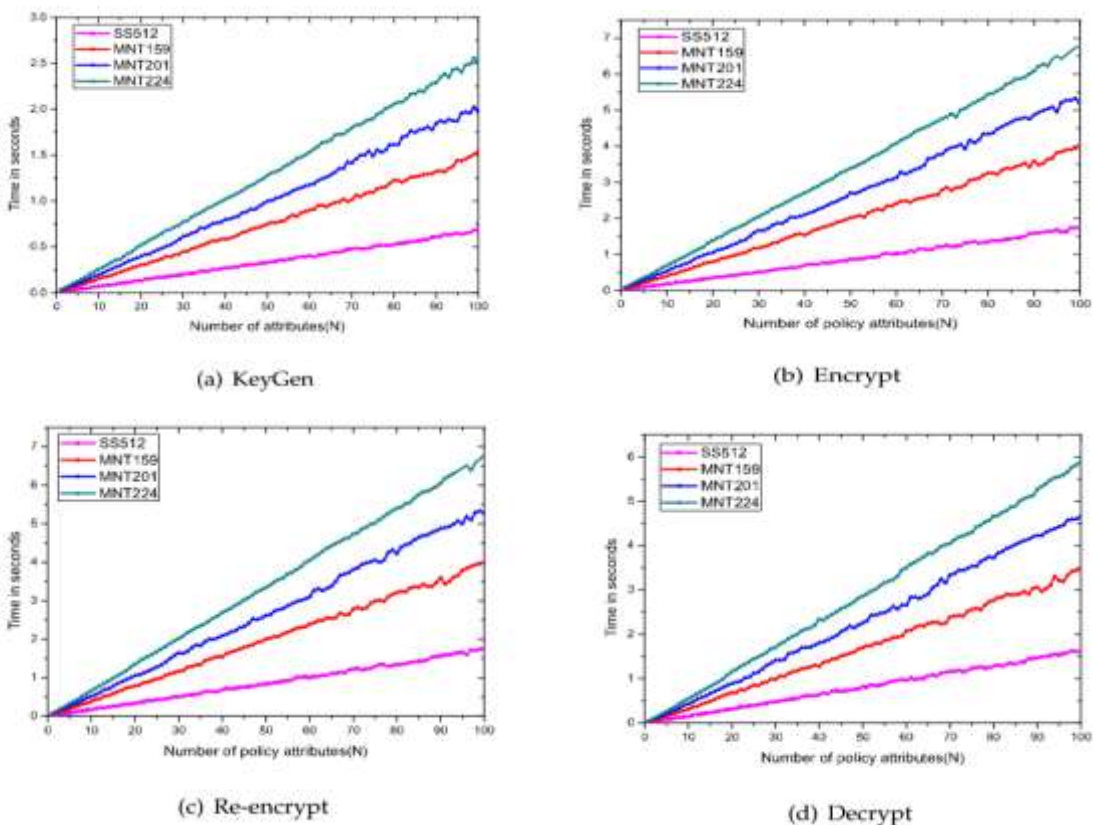 3.0
2.5
2.0
1.5
1.0
0.5
0.0
Time in seconds
SS512
MNT159
MNT201
MNT224
0 10 20 30 40 50 60 70 80 90 100
Number of attributes(N)
(a) KeyGen
7
6
5
4
3
2
1
0
Time in seconds
SS512
MNT159
MNT201
MNT224
0 10 20 30 40 50 60 70 80 90 100
Number of policy attributes(N)
(b) Encrypt
7
6
5
4
3
2
1
0
Time in seconds
SS512
MNT159
MNT201
MNT224
0 10 20 30 40 50 60 70 80 90 100
Number of policy attributes(N)
(c) Re-encrypt
6
5
4
3
2
1
0
Time in seconds
SS512
MNT159
MNT201
MNT224
0 10 20 30 40 50 60 70 80 90 100
Number of policy attributes(N)
(d) Decrypt